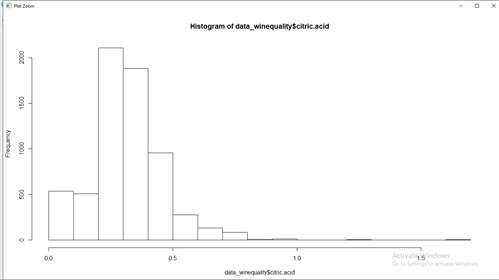 Plot Zoom
Histogram of data_winequality$citric.acid
Frequency
2000
1500
1000
500
0
0.0
0.5
1.0
1.5
data_winequality$citric.acid
Activate Windows
Go to Settings to activate Windows.